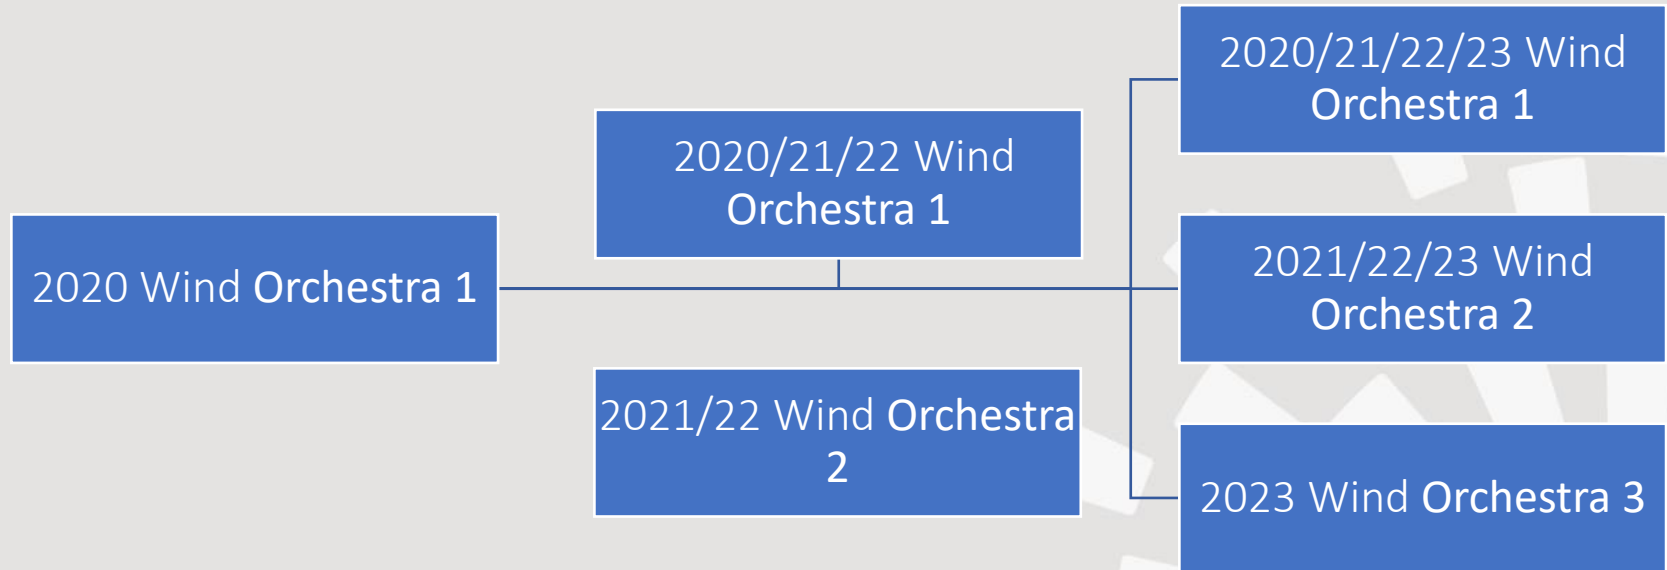 2020 Wind Orchestra 1
2020/21/22 Wind
Orchestra 1
2021/22 Wind Orchestra
2
2020/21/22/23 Wind
Orchestra 1
2021/22/23 Wind
Orchestra 2
2023 Wind Orchestra 3